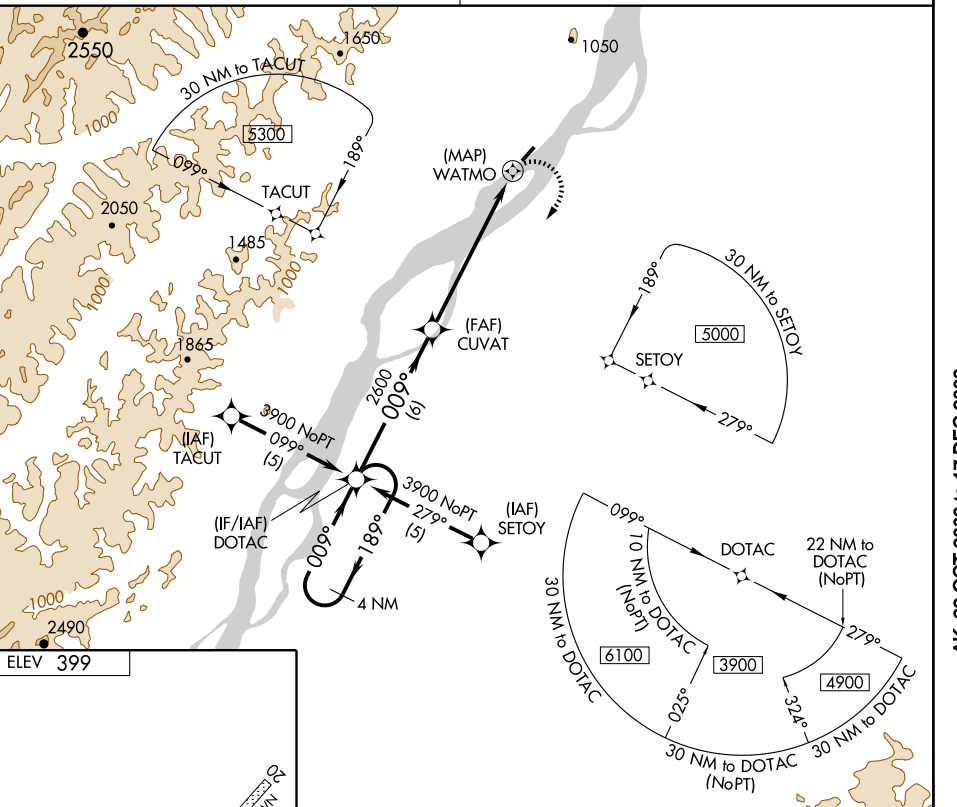 2550
1650
1050
30 NM to TACUT
1000
5300
189°
099°
TACUT
(MAP)
WATMO
2050
1485
1000
1000
30 NM to SETOY
189°
5000
SETOY
279°
(FAF)
CUVAT
1865
2600
009°
(6)
3900 NoPT
099°
(5)
(IAF)
TACUT
3900 NoPT
279°
(5)
(IAF)
SETOY
(IF/IAF)
DOTAC
009°
189°
4 NM
099°
DOTAC
22 NM to
DOTAC
(NoPT)
10 NM to DOTAC
(NoPT)
30 NM to DOTAC
279°
6100
3900
4900
025°
324°
30 NM to DOTAC
(NoPT)
30 NM to DOTAC
1000
2490
ELEV 399
20